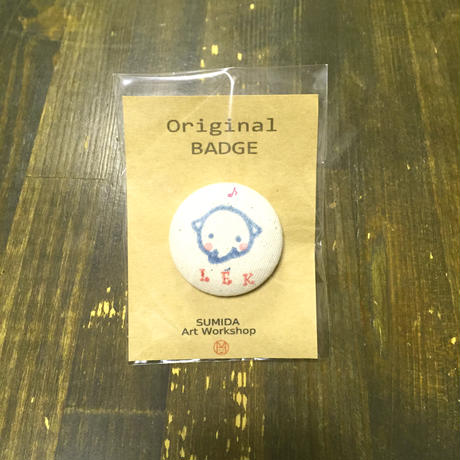 Original
BADGE
♪
LEK
SUMIDA
Art Workshop